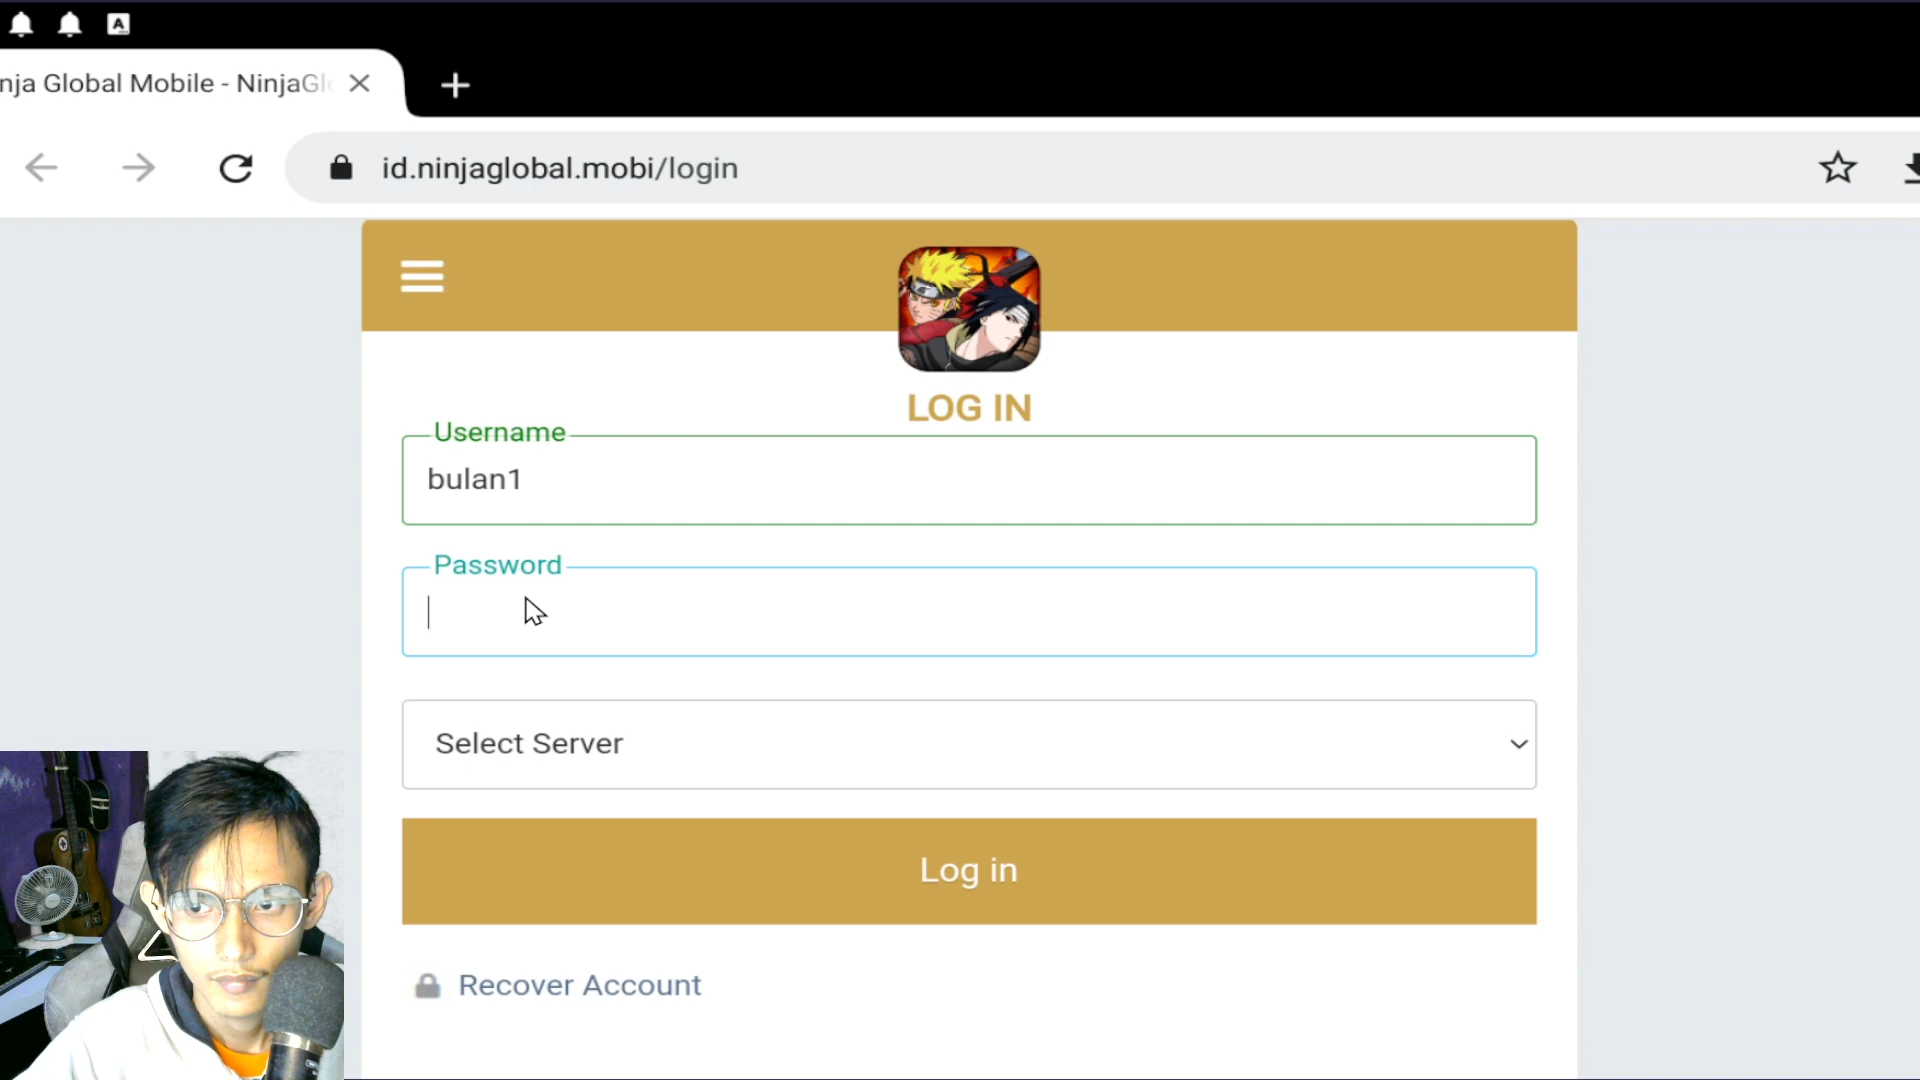 nja Global Mobile - NinjaGl
id.ninjaglobal.mobi/login
LOG IN
Username
bulan1
Password
Select Server
Log in
Recover Account